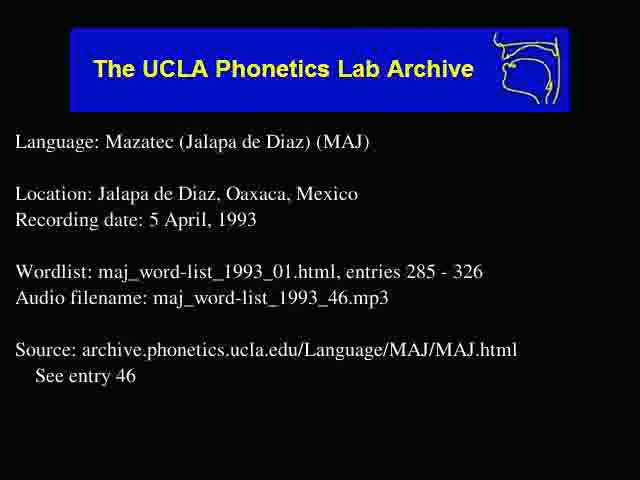 The UCLA Phonetics Lab Archive
Language: Mazatec (Jalapa de Diaz) (MAJ)
Location: Jalapa de Diaz, Oaxaca, Mexico
Recording date: 5 April, 1993
Wordlist: maj_word-list_1993_01.html, entries 285 - 326
Audio filename: maj_word-list_1993_46.mp3
Source: archive.phonetics.ucla.edu/Language/MAJ/MAJ.html
See entry 46